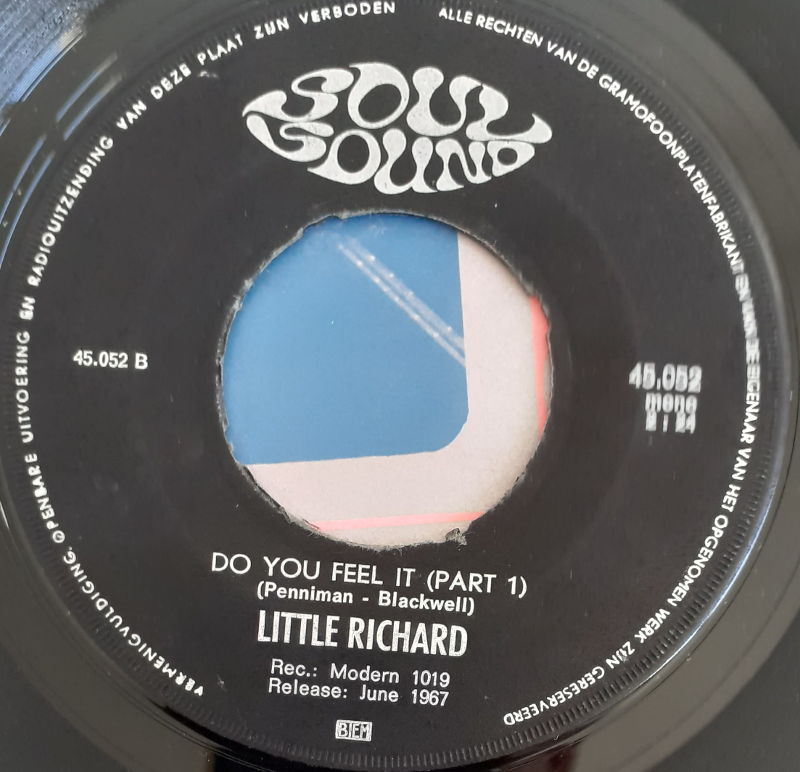 ALLE RECHTEN VAN DE GRAMOFOONPLATENFABRIKANT EN VAN DE EIGENAAR VAN HET OPGENOMEN WERK ZIJN GERESERVEERD
VERMENIGVULDIGING, OPENBARE UITVOERING EN RADIOUITZENDING VAN DEZE PLAAT ZIJN VERBODEN
SOUL
SOUND
45.052 B
45.052
mono
2:24
DO YOU FEEL IT (PART 1)
(Penniman - Blackwell)
LITTLE RICHARD
Rec.: Modern 1019
Release: June 1967
BIEM